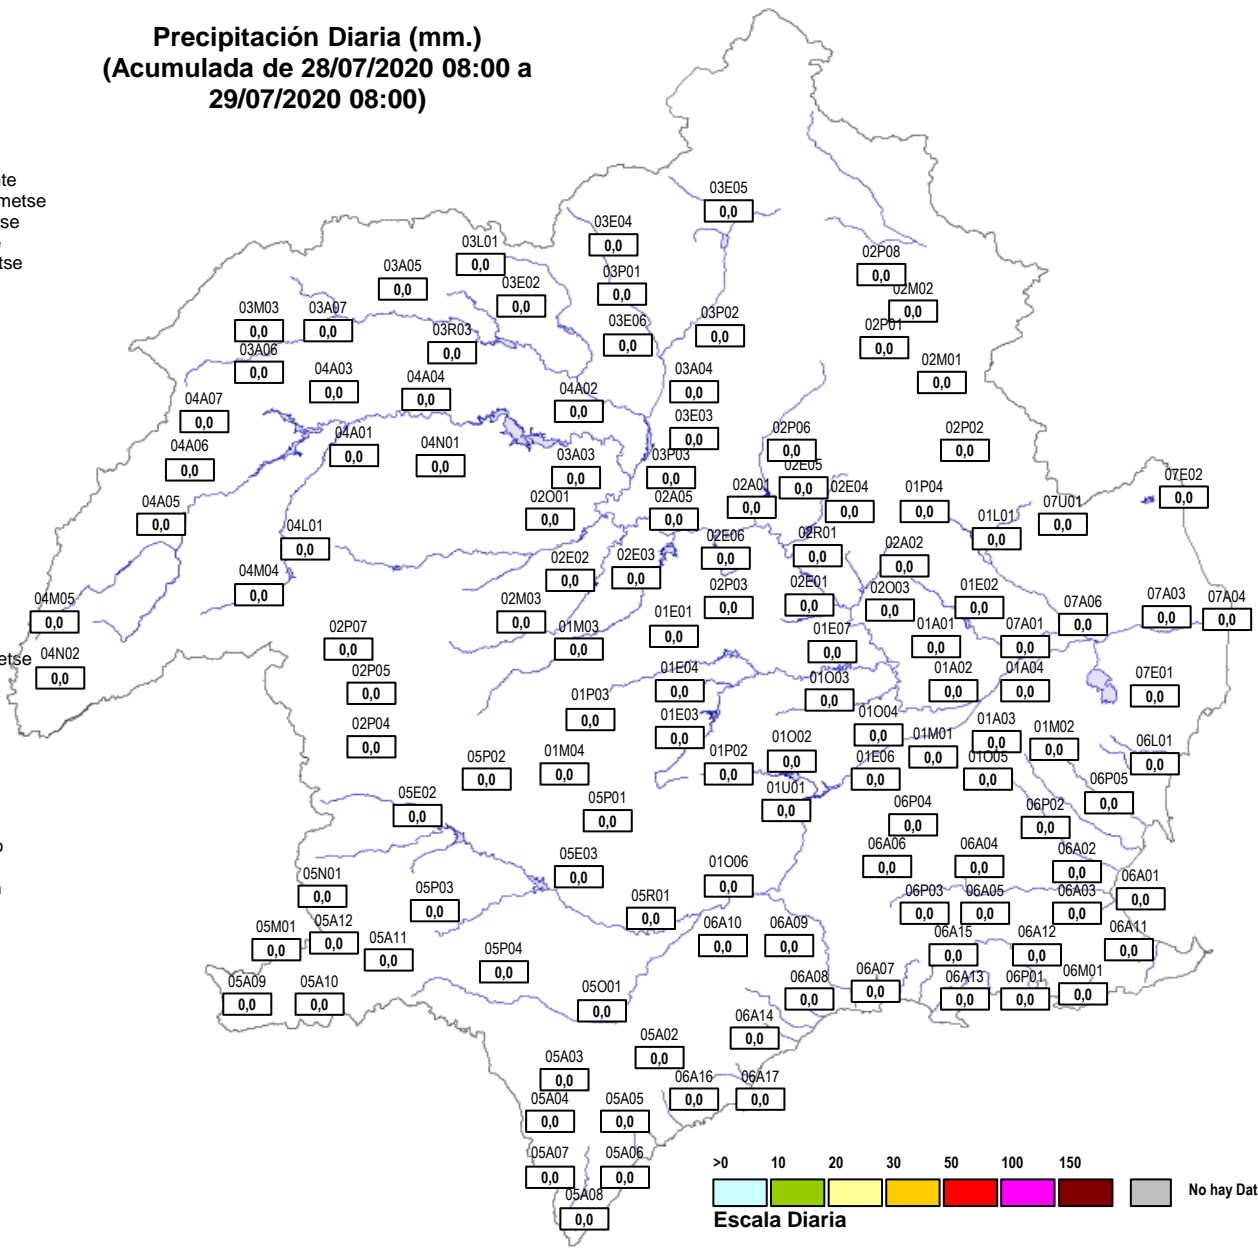 Precipitación Diaria (mm.)
(Acumulada de 28/07/2020 08:00 a
29/07/2020 08:00)
te
metse
se
tse
03E05
0,0
03E04
0,0
03L01
0,0
02P08
0,0
03A05
0,0
03P01
0,0
03E02
0,0
02M02
0,0
03M03
0,0
03A07
0,0
03P02
0,0
03E06
0,0
03R03
0,0
02P01
0,0
03A06
0,0
02M01
0,0
04A03
0,0
04A04
0,0
03A04
0,0
04A02
0,0
04A07
0,0
03E03
0,0
04A01
0,0
04N01
0,0
02P06
0,0
02P02
0,0
04A06
0,0
03A03
0,0
03P03
0,0
02E05
0,0
07E02
0,0
04A05
0,0
02O01
0,0
02A05
0,0
02A01
0,0
02E04
0,0
01P04
0,0
07U01
0,0
01L01
0,0
04L01
0,0
02E06
0,0
02R01
0,0
02A02
0,0
02E02
0,0
02E03
0,0
04M04
0,0
02P03
0,0
02E01
0,0
02O03
0,0
01E02
0,0
04M05
0,0
07A06
0,0
07A03
0,0
07A04
0,0
02M03
0,0
01E01
0,0
01M03
0,0
02P07
0,0
01E07
0,0
01A01
0,0
07A01
0,0
etse
04N02
0,0
02P05
0,0
01E04
0,0
01O03
0,0
01A02
0,0
01A04
0,0
07E01
0,0
01P03
0,0
01E03
0,0
01O04
0,0
01A03
0,0
01M02
0,0
02P04
0,0
05P02
0,0
01M04
0,0
01P02
0,0
01O02
0,0
01M01
0,0
01E06
0,0
01O05
0,0
06L01
0,0
05E02
0,0
05P01
0,0
01U01
0,0
06P04
0,0
06P02
0,0
06P05
0,0
o
05N01
0,0
05P03
0,0
05E03
0,0
01O06
0,0
06A06
0,0
06A04
0,0
06A02
0,0
06A01
0,0
05R01
0,0
06P03
0,0
06A05
0,0
06A03
0,0
05M01
0,0
05A12
0,0
05A11
0,0
05P04
0,0
06A10
0,0
06A09
0,0
06A15
0,0
06A12
0,0
06A11
0,0
05A09
0,0
05A10
0,0
05O01
0,0
06A08
0,0
06A07
0,0
06A13
0,0
06P01
0,0
06M01
0,0
06A14
0,0
05A02
0,0
05A03
0,0
06A16
0,0
06A17
0,0
05A04
0,0
05A05
0,0
05A07
0,0
05A06
0,0
05A08
0,0
>0 10 20 30 50 100 150
No hay Dat
Escala Diaria